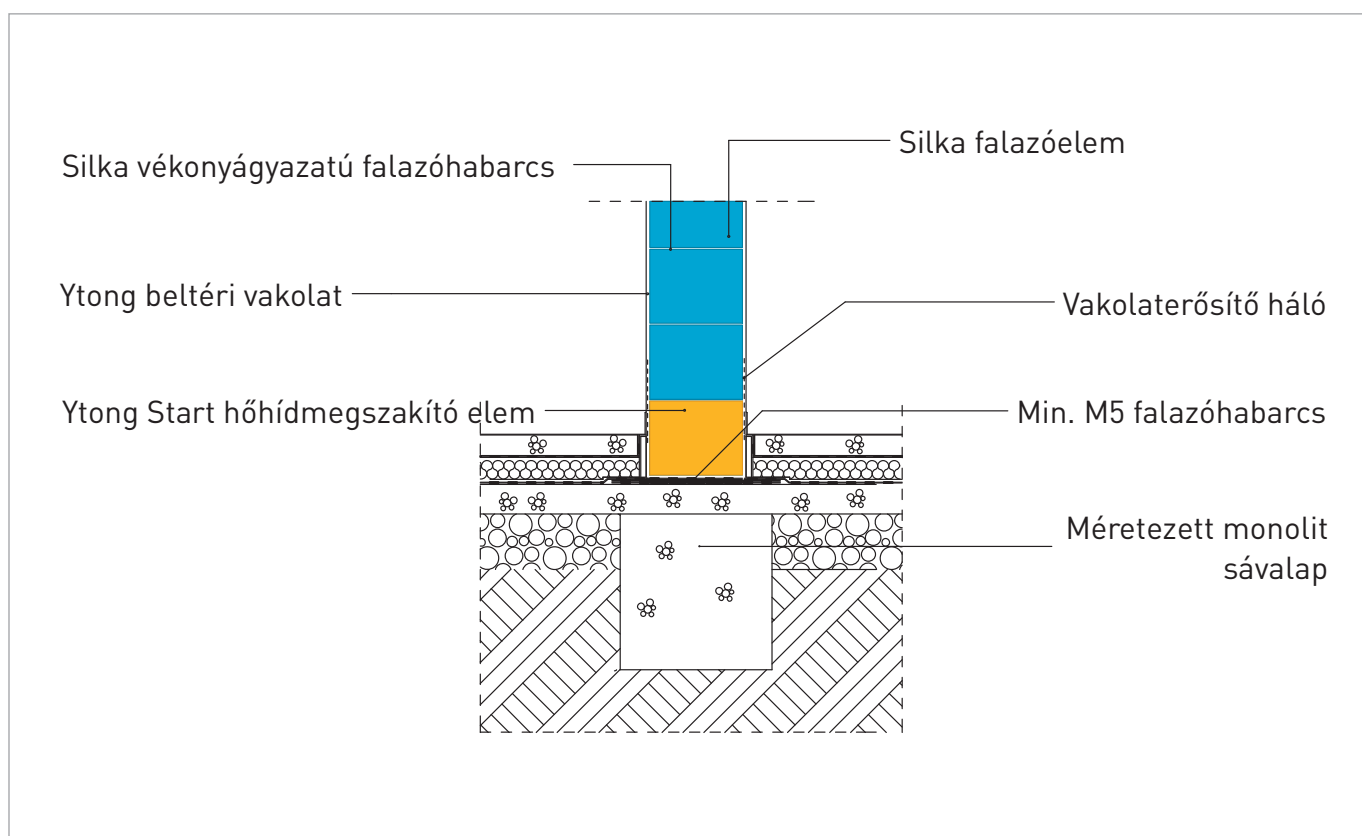 Silka falazóelem
Silka vékonyágyazatú falazóhabarcs
Ytong beltéri vakolat
Vakolaterősítő háló
Ytong Start hőhídmegszakító elem
Min. M5 falazóhabarcs
Méretezett monolit
sávalap